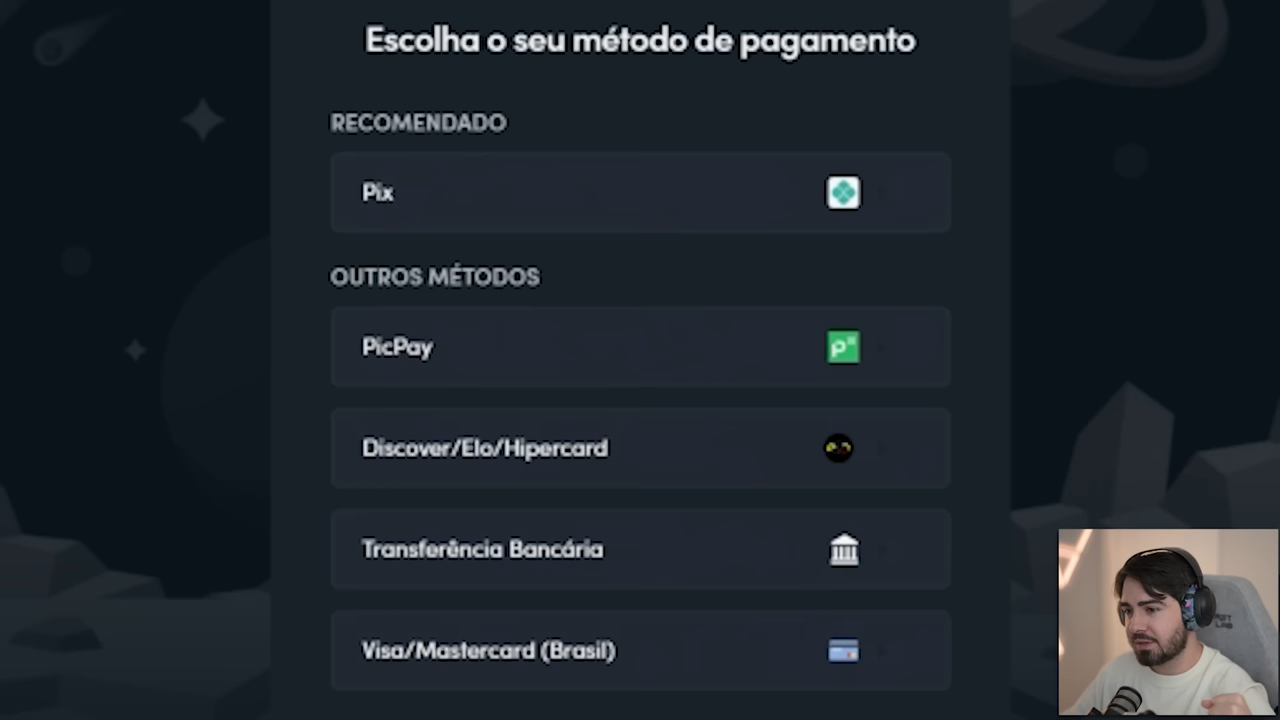 Escolha o seu método de pagamento
RECOMENDADO
Pix
OUTROS MÉTODOS
PicPay
Discover/Elo/Hipercard
Transferência Bancária
Visa/Mastercard (Brasil)